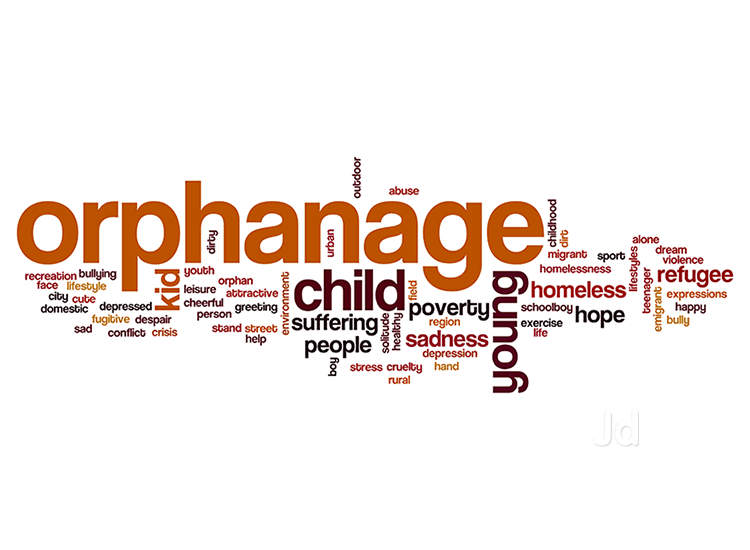 orphanage
outdoor
abuse
dirty
urban
childhood
dirt
migrant
sport
alone
dream
violence
lifestyles
teenager
refugee
recreation
bullying
face
lifestyle
city
cute
domestic
depressed
fugitive
despair
sad
conflict
crisis
kid
youth
orphan
leisure
attractive
cheerful
greeting
person
stand
street
help
environment
child
field
suffering
people
solitude
healthy
poverty
region
sadness
depression
boy
stress
cruelty
hand
rural
young
homelessness
homeless
schoolboy
hope
exercise
life
emigrant
expressions
happy
bully
Jd